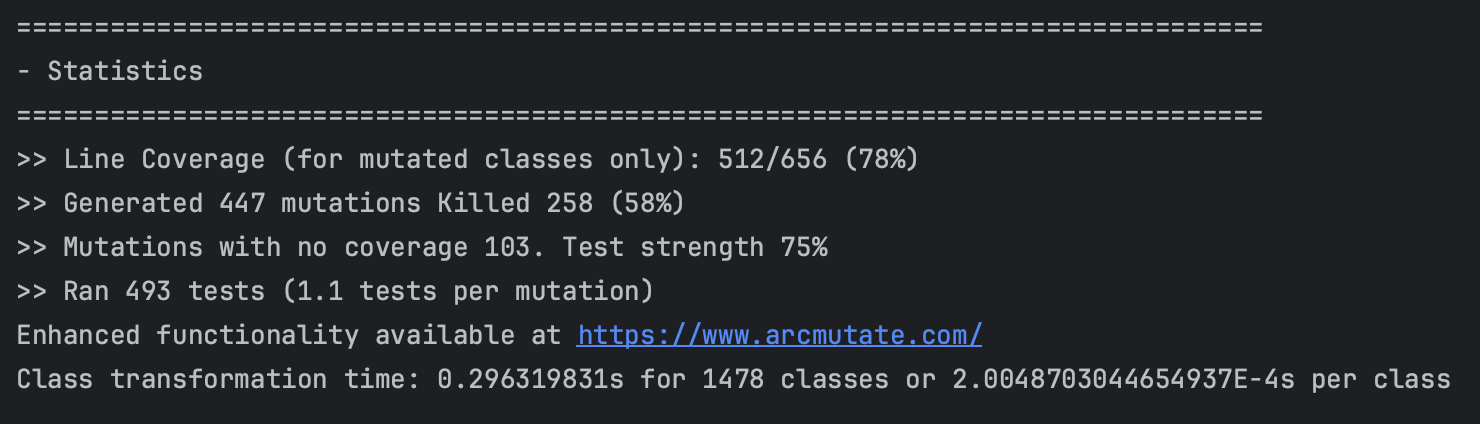 ================================================================================
- Statistics
================================================================================
>> Line Coverage (for mutated classes only): 512/656 (78%)
>> Generated 447 mutations Killed 258 (58%)
>> Mutations with no coverage 103. Test strength 75%
>> Ran 493 tests (1.1 tests per mutation)
Enhanced functionality available at https://www.arcmutate.com/
Class transformation time: 0.296319831s for 1478 classes or 2.0048703044654937E-4s per class